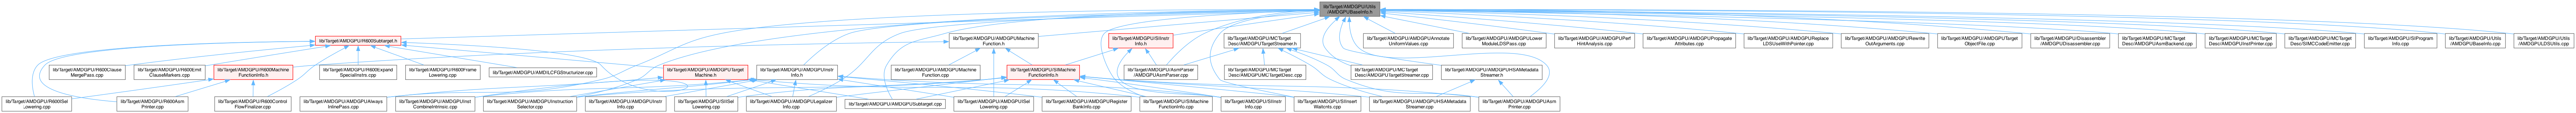 lib/Target/AMDGPU/Utils
/AMDGPUBaseInfo.h
lib/Target/AMDGPU/R600Subtarget.h
lib/Target/AMDGPU/AMDGPUMachine
Function.h
lib/Target/AMDGPU/SIInstr
Info.h
lib/Target/AMDGPU/MCTarget
Desc/AMDGPUTargetStreamer.h
lib/Target/AMDGPU/AMDGPUAnnotate
UniformValues.cpp
lib/Target/AMDGPU/AMDGPULower
ModuleLDSPass.cpp
lib/Target/AMDGPU/AMDGPUPerf
HintAnalysis.cpp
lib/Target/AMDGPU/AMDGPUPropagate
Attributes.cpp
lib/Target/AMDGPU/AMDGPUReplace
LDSUseWithPointer.cpp
lib/Target/AMDGPU/AMDGPURewrite
OutArguments.cpp
lib/Target/AMDGPU/AMDGPUTarget
ObjectFile.cpp
lib/Target/AMDGPU/Disassembler
/AMDGPUDisassembler.cpp
lib/Target/AMDGPU/MCTarget
Desc/AMDGPUAsmBackend.cpp
lib/Target/AMDGPU/MCTarget
Desc/AMDGPUInstPrinter.cpp
lib/Target/AMDGPU/MCTarget
Desc/SIMCCodeEmitter.cpp
lib/Target/AMDGPU/SIProgram
Info.cpp
lib/Target/AMDGPU/Utils
/AMDGPUBaseInfo.cpp
lib/Target/AMDGPU/Utils
/AMDGPULDSUtils.cpp
lib/Target/AMDGPU/R600Clause
MergePass.cpp
lib/Target/AMDGPU/R600Emit
ClauseMarkers.cpp
lib/Target/AMDGPU/R600Machine
FunctionInfo.h
lib/Target/AMDGPU/R600Expand
SpecialInstrs.cpp
lib/Target/AMDGPU/R600Frame
Lowering.cpp
lib/Target/AMDGPU/AMDILCFGStructurizer.cpp
lib/Target/AMDGPU/AMDGPUTarget
Machine.h
lib/Target/AMDGPU/AMDGPUInstr
Info.h
lib/Target/AMDGPU/AMDGPUMachine
Function.cpp
lib/Target/AMDGPU/SIMachine
FunctionInfo.h
lib/Target/AMDGPU/AsmParser
/AMDGPUAsmParser.cpp
lib/Target/AMDGPU/MCTarget
Desc/AMDGPUMCTargetDesc.cpp
lib/Target/AMDGPU/MCTarget
Desc/AMDGPUTargetStreamer.cpp
lib/Target/AMDGPU/AMDGPUHSAMetadata
Streamer.h
lib/Target/AMDGPU/R600ISel
Lowering.cpp
lib/Target/AMDGPU/R600Asm
Printer.cpp
lib/Target/AMDGPU/R600Control
FlowFinalizer.cpp
lib/Target/AMDGPU/AMDGPUAlways
InlinePass.cpp
lib/Target/AMDGPU/AMDGPUInst
CombineIntrinsic.cpp
lib/Target/AMDGPU/AMDGPUInstruction
Selector.cpp
lib/Target/AMDGPU/AMDGPUInstr
Info.cpp
lib/Target/AMDGPU/SIISel
Lowering.cpp
lib/Target/AMDGPU/AMDGPULegalizer
Info.cpp
lib/Target/AMDGPU/AMDGPUSubtarget.cpp
lib/Target/AMDGPU/AMDGPUISel
Lowering.cpp
lib/Target/AMDGPU/AMDGPURegister
BankInfo.cpp
lib/Target/AMDGPU/SIMachine
FunctionInfo.cpp
lib/Target/AMDGPU/SIInstr
Info.cpp
lib/Target/AMDGPU/SIInsert
Waitcnts.cpp
lib/Target/AMDGPU/AMDGPUHSAMetadata
Streamer.cpp
lib/Target/AMDGPU/AMDGPUAsm
Printer.cpp